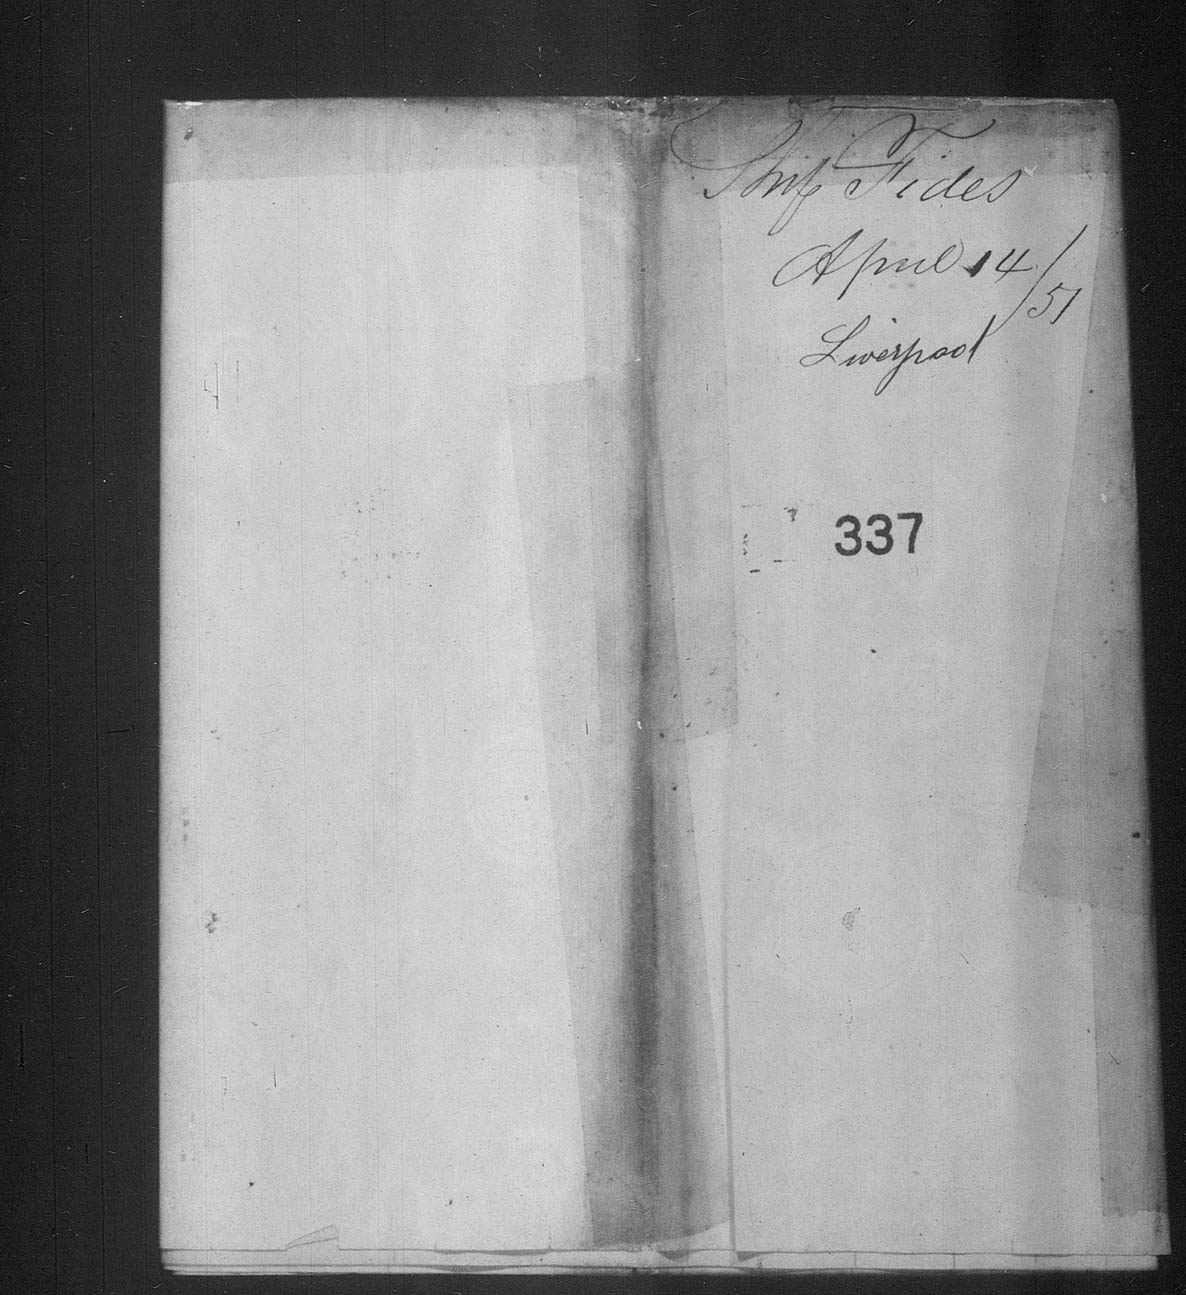 Ship Fides
April 14/51
Liverpool
337